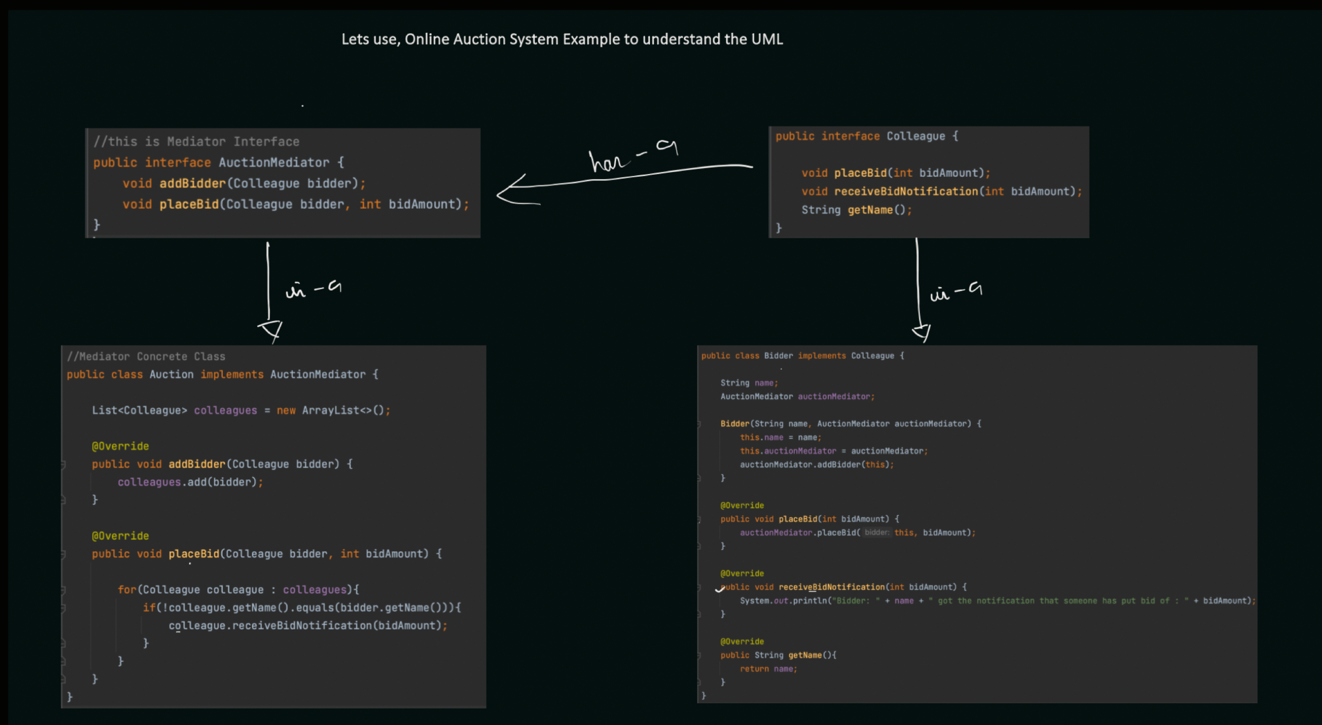 Lets use, Online Auction System Example to understand the UML
//this is Mediator Interface
public interface AuctionMediator {
void addBidder(Colleague bidder);
void placeBid(Colleague bidder, int bidAmount);
}
has-a
public interface Colleague {
void placeBid(int bidAmount);
void receiveBidNotification(int bidAmount);
String getName();
}
is-a
is-a
//Mediator Concrete Class
public class Auction implements AuctionMediator {
List<Colleague> colleagues = new ArrayList<>();
@Override
public void addBidder(Colleague bidder) {
colleagues.add(bidder);
}
@Override
public void placeBid(Colleague bidder, int bidAmount) {
for(Colleague colleague : colleagues){
if(!colleague.getName().equals(bidder.getName())){
colleague.receiveBidNotification(bidAmount);
}
}
}
}
public class Bidder implements Colleague {
String name;
AuctionMediator auctionMediator;
Bidder(String name, AuctionMediator auctionMediator) {
this.name = name;
this.auctionMediator = auctionMediator;
auctionMediator.addBidder(this);
}
@Override
public void placeBid(int bidAmount) {
auctionMediator.placeBid( bidder: this, bidAmount);
}
@Override
public void receiveBidNotification(int bidAmount) {
System.out.println("Bidder: " + name + " got the notification that someone has put bid of : " + bidAmount);
}
@Override
public String getName(){
return name;
}
}